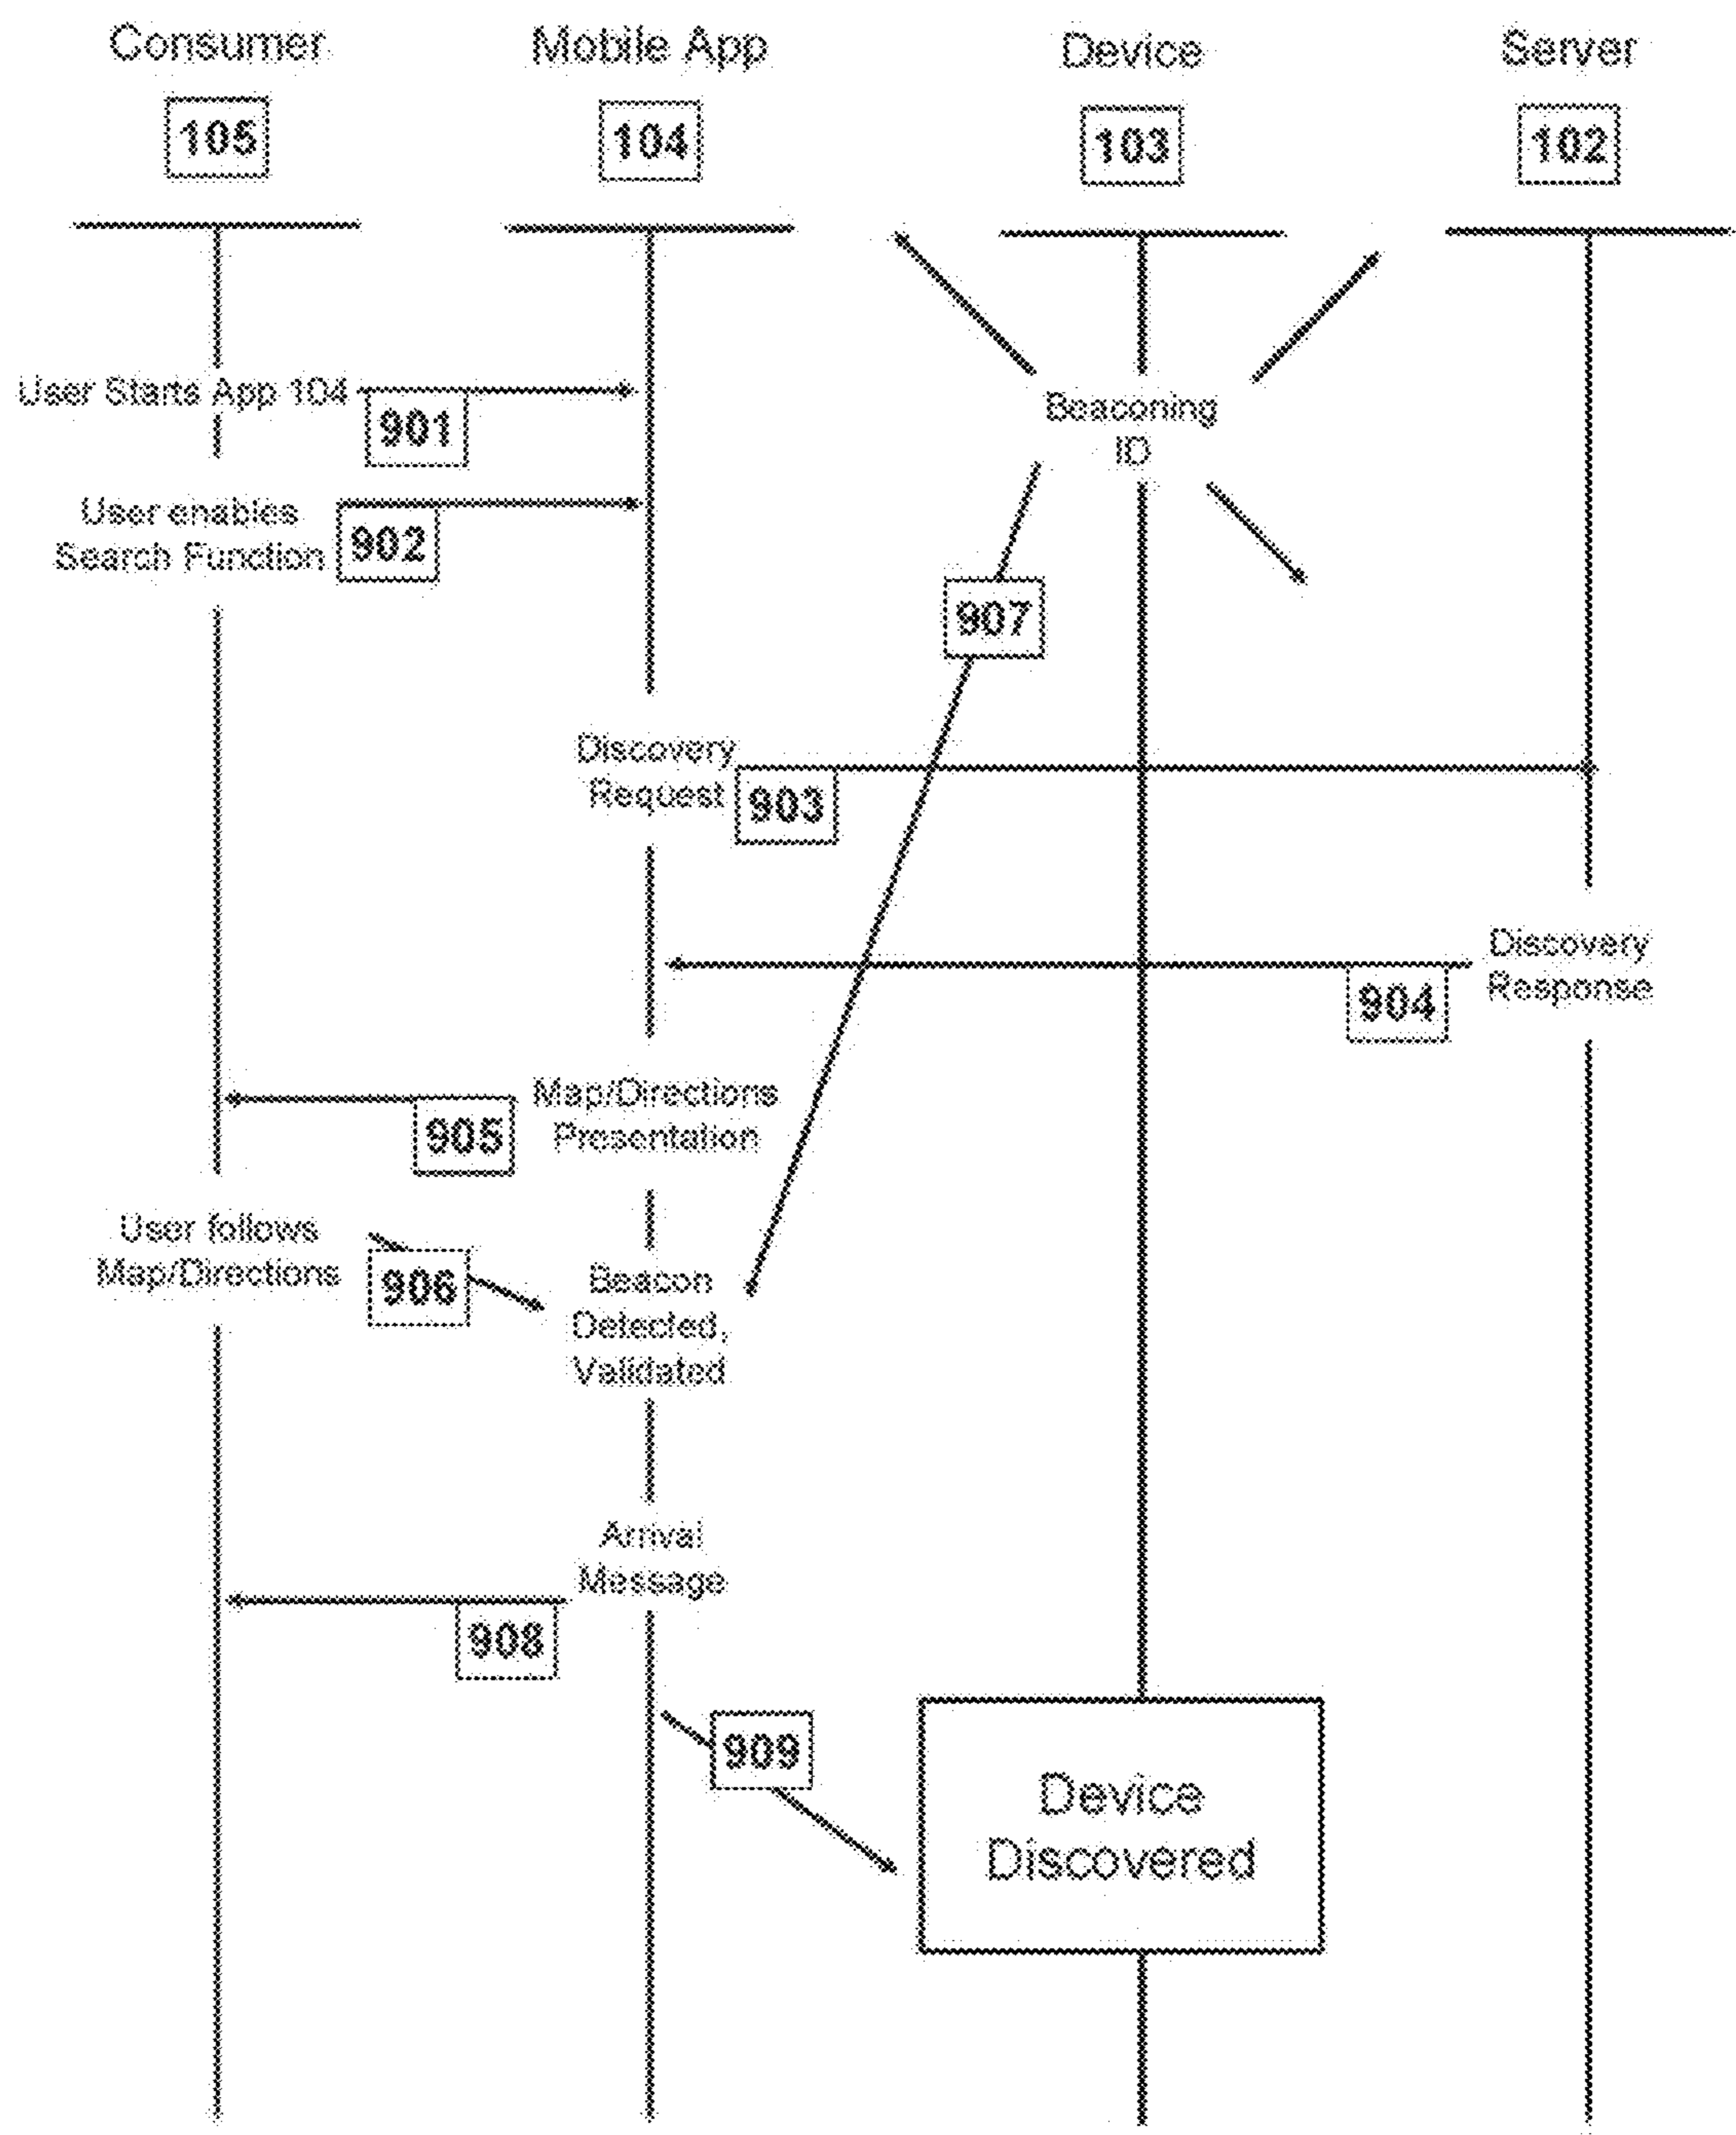 Consumer
Mobile App
Device
Server
105
104
103
102
User Starts App 104
901
Beaconing
ID
User enables
Search Function
902
907
Discovery
Request
903
Discovery
Response
904
Map/Directions
Presentation
905
User follows
Map/Directions
906
Beacon
Detected,
Validated
Arrival
Message
908
909
Device
Discovered